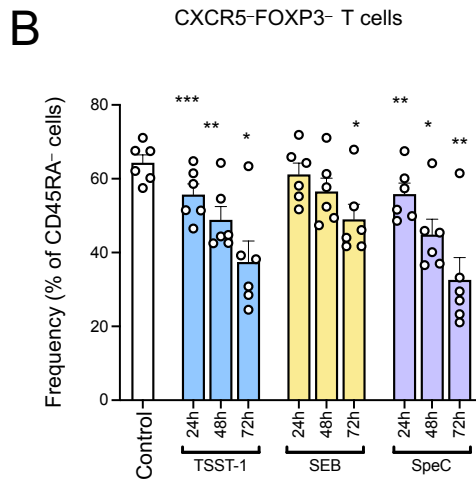 B
CXCR5⁻FOXP3⁻ T cells
Frequency (% of CD45RA⁻ cells)
80
60
40
20
0
***
**
*
*
**
*
**
Control
24h
48h
72h
24h
48h
72h
24h
48h
72h
TSST-1
SEB
SpeC